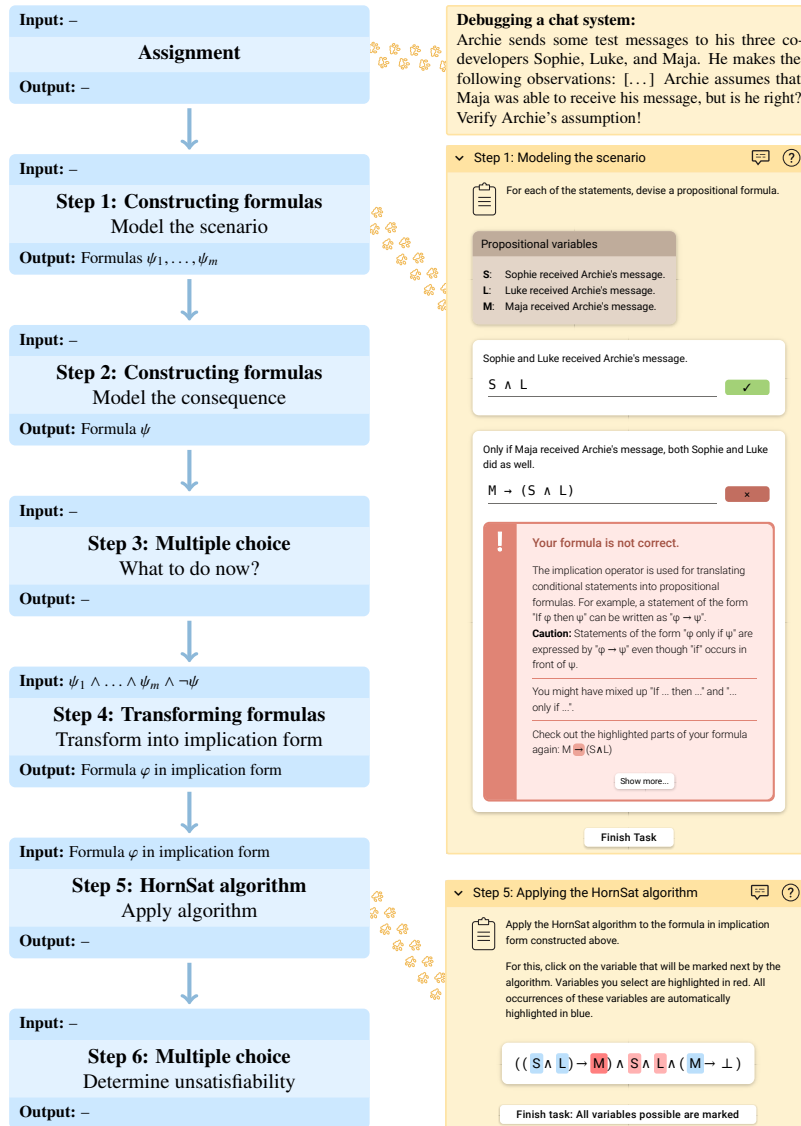 Input: –
Assignment
Output: –
Input: –
Step 1: Constructing formulas
Model the scenario
Output: Formulas ψ₁, . . . , ψₘ
Input: –
Step 2: Constructing formulas
Model the consequence
Output: Formula ψ
Input: –
Step 3: Multiple choice
What to do now?
Output: –
Input: ψ₁ ∧ . . . ∧ ψₘ ∧ ¬ψ
Step 4: Transforming formulas
Transform into implication form
Output: Formula φ in implication form
Input: Formula φ in implication form
Step 5: HornSat algorithm
Apply algorithm
Output: –
Input: –
Step 6: Multiple choice
Determine unsatisfiability
Output: –
Debugging a chat system:
Archie sends some test messages to his three co-
developers Sophie, Luke, and Maja. He makes the
following observations: [. . . ] Archie assumes that
Maja was able to receive his message, but is he right?
Verify Archie's assumption!
Step 1: Modeling the scenario
?
For each of the statements, devise a propositional formula.
Propositional variables
S: Sophie received Archie's message.
L: Luke received Archie's message.
M: Maja received Archie's message.
Sophie and Luke received Archie's message.
S ∧ L
✓
Only if Maja received Archie's message, both Sophie and Luke
did as well.
M → (S ∧ L)
×
!
Your formula is not correct.
The implication operator is used for translating
conditional statements into propositional
formulas. For example, a statement of the form
"If φ then ψ" can be written as "φ → ψ".
Caution: Statements of the form "φ only if ψ" are
expressed by "φ → ψ" even though "if" occurs in
front of ψ.
You might have mixed up "If ... then ..." and "...
only if ...".
Check out the highlighted parts of your formula
again: M → (S∧L)
Show more...
Finish Task
Step 5: Applying the HornSat algorithm
?
Apply the HornSat algorithm to the formula in implication
form constructed above.
For this, click on the variable that will be marked next by the
algorithm. Variables you select are highlighted in red. All
occurrences of these variables are automatically
highlighted in blue.
((S ∧ L) → M) ∧ S ∧ L ∧ (M → ⊥)
Finish task: All variables possible are marked